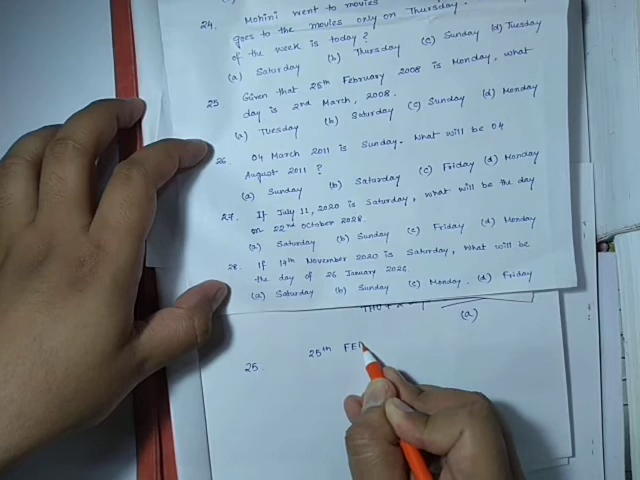 24. Mohini went to movies
goes to the movies only on Thursday.
of the week is today?
(a) Saturday (b) Thursday (c) Sunday (d) Tuesday
25 Given that 25th February 2008 is Monday, what
day is 2nd March, 2008.
(a) Tuesday (b) Saturday (c) Sunday (d) Monday
26. 04 March 2011 is Sunday. What will be 04
August 2011?
(a) Sunday (b) Saturday (c) Friday (d) Monday
27. If July 11, 2020 is Saturday, what will be the day
on 22nd October 2028.
(a) Saturday (b) Sunday (c) Friday (d) Monday
28. If 14th November 2020 is Saturday, What will be
the day of 26 January 2026.
(a) Saturday (b) Sunday (c) Monday. (d) Friday
(a)
25. 25th FEB